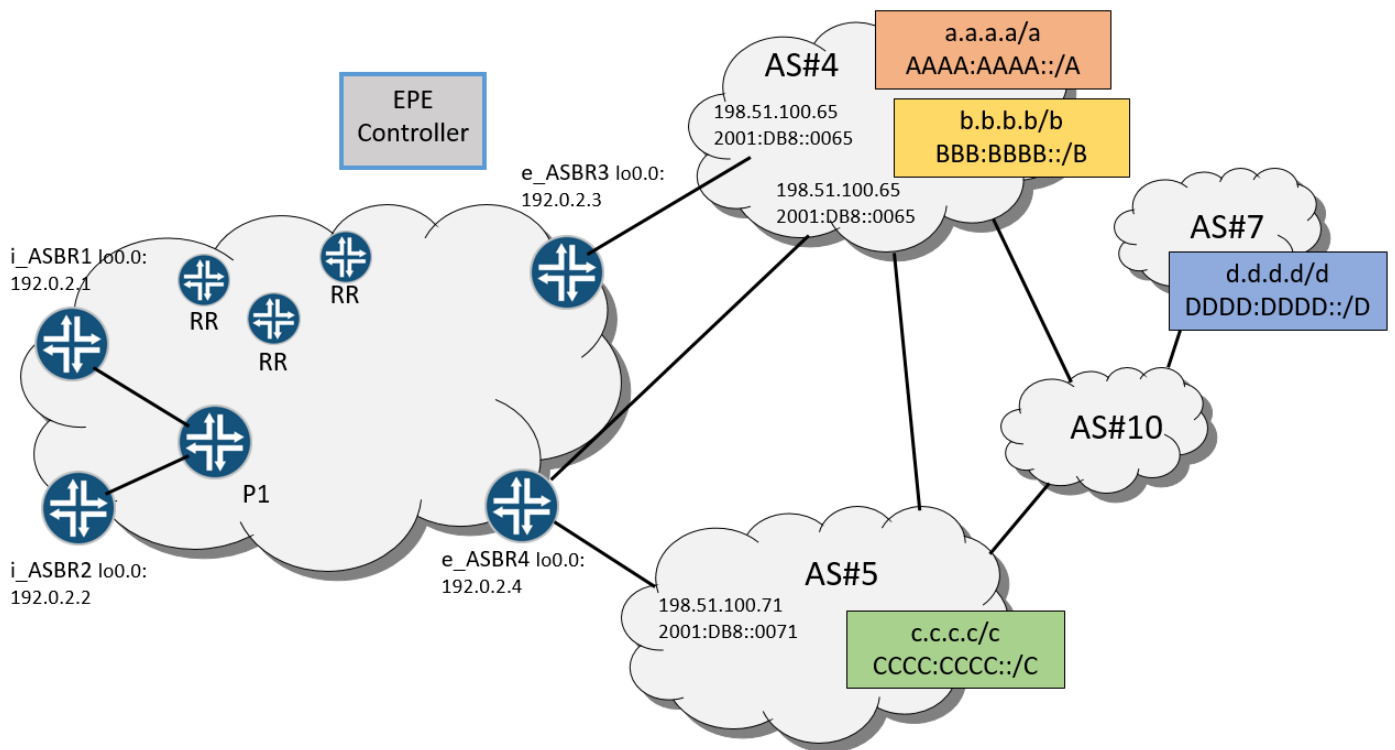 EPE
Controller
AS#4
a.a.a.a/a
AAAA:AAAA::/A
198.51.100.65
2001:DB8::0065
b.b.b.b/b
BBB:BBBB::/B
e_ASBR3 lo0.0:
192.0.2.3
198.51.100.65
2001:DB8::0065
AS#7
d.d.d.d/d
DDDD:DDDD::/D
i_ASBR1 lo0.0:
192.0.2.1
RR
RR
RR
AS#10
P1
i_ASBR2 lo0.0:
192.0.2.2
e_ASBR4 lo0.0:
192.0.2.4
AS#5
198.51.100.71
2001:DB8::0071
c.c.c.c/c
CCCC:CCCC::/C